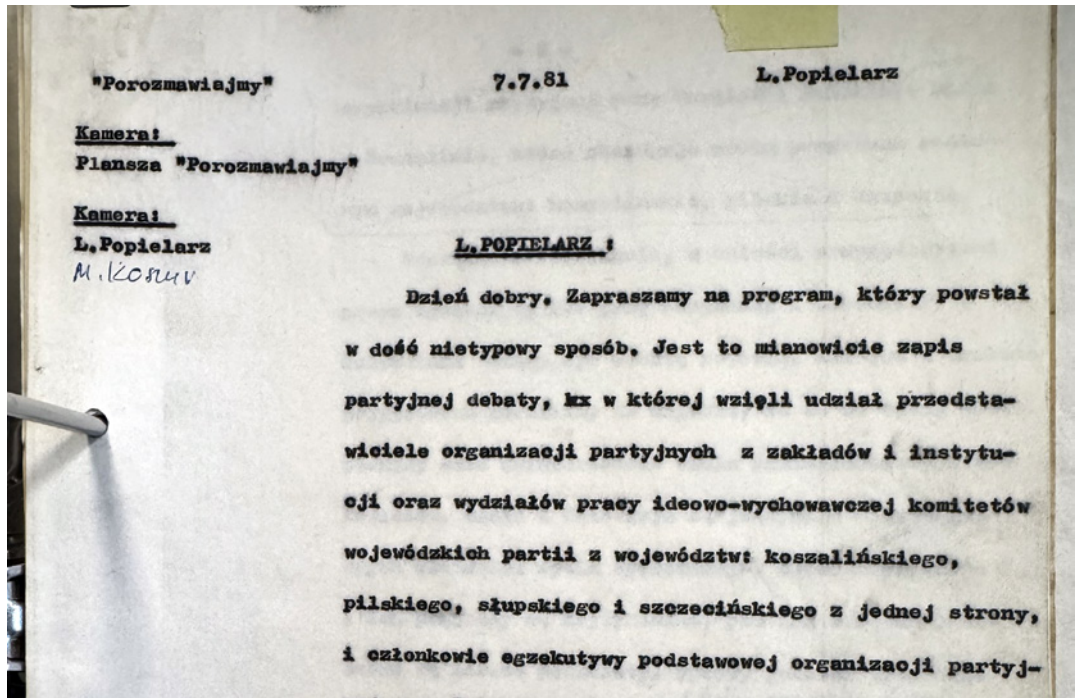 "Porozmawiajmy" 7.7.81 L.Popielarz
Kamera:
Plansza "Porozmawiajmy"
Kamera:
L.Popielarz
L.POPIELARZ :
M.
Dzień dobry. Zapraszamy na program, który powstał
w dość nietypowy sposób. Jest to mianowicie zapis
partyjnej debaty, kx w której wzięli udział przedsta-
wiciele organizacji partyjnych z zakładów i instytu-
cji oraz wydziałów pracy ideowo-wychowawczej komitetów
wojewódzkich partii z województw: koszalińskiego,
pilskiego, słupskiego i szczecińskiego z jednej strony,
i członkowie egzekutywy podstawowej organizacji partyj-